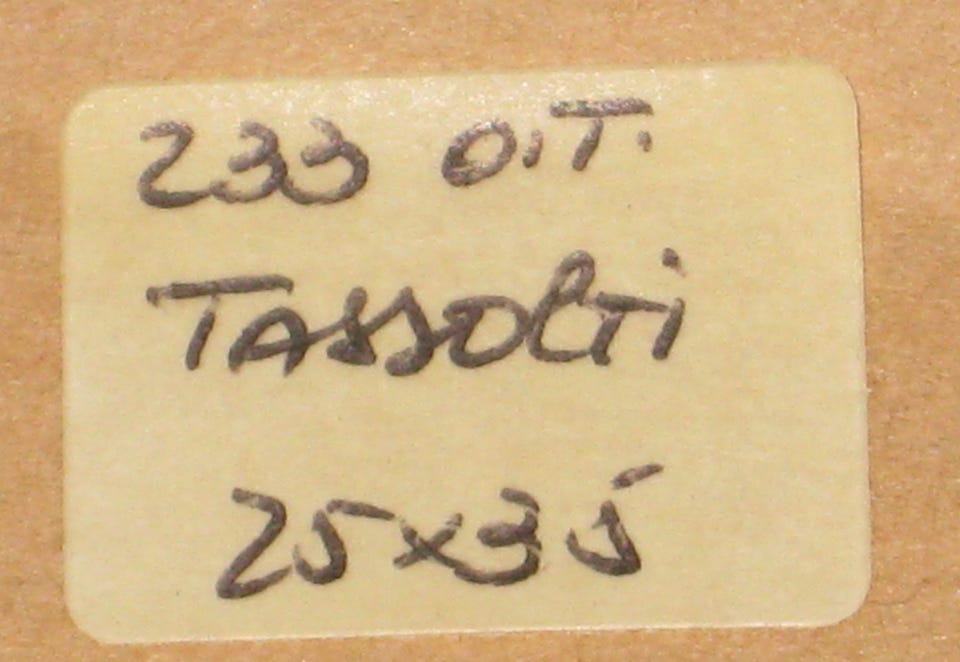 233 O.T.
TASSOLTI
25x35